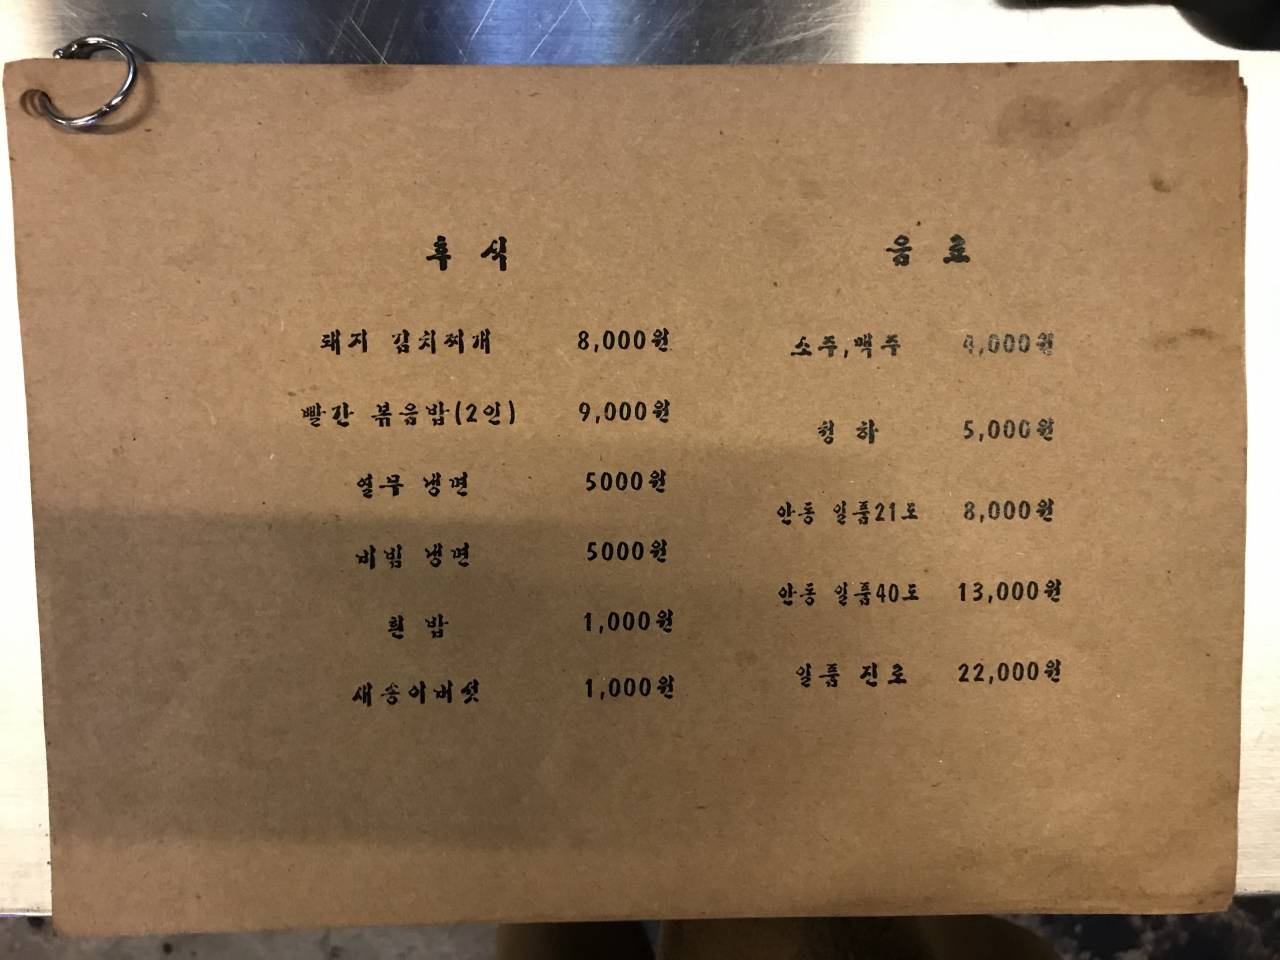 후 식
돼지 김치찌개 8,000원
빨간 볶음밥(2인) 9,000원
열무 냉면 5000원
비빔 냉면 5000원
흰 밥 1,000원
새송이버섯 1,000원
음 료
소주,맥주 4,000원
청 하 5,000원
안동 일품21도 8,000원
안동 일품40도 13,000원
일품 진로 22,000원